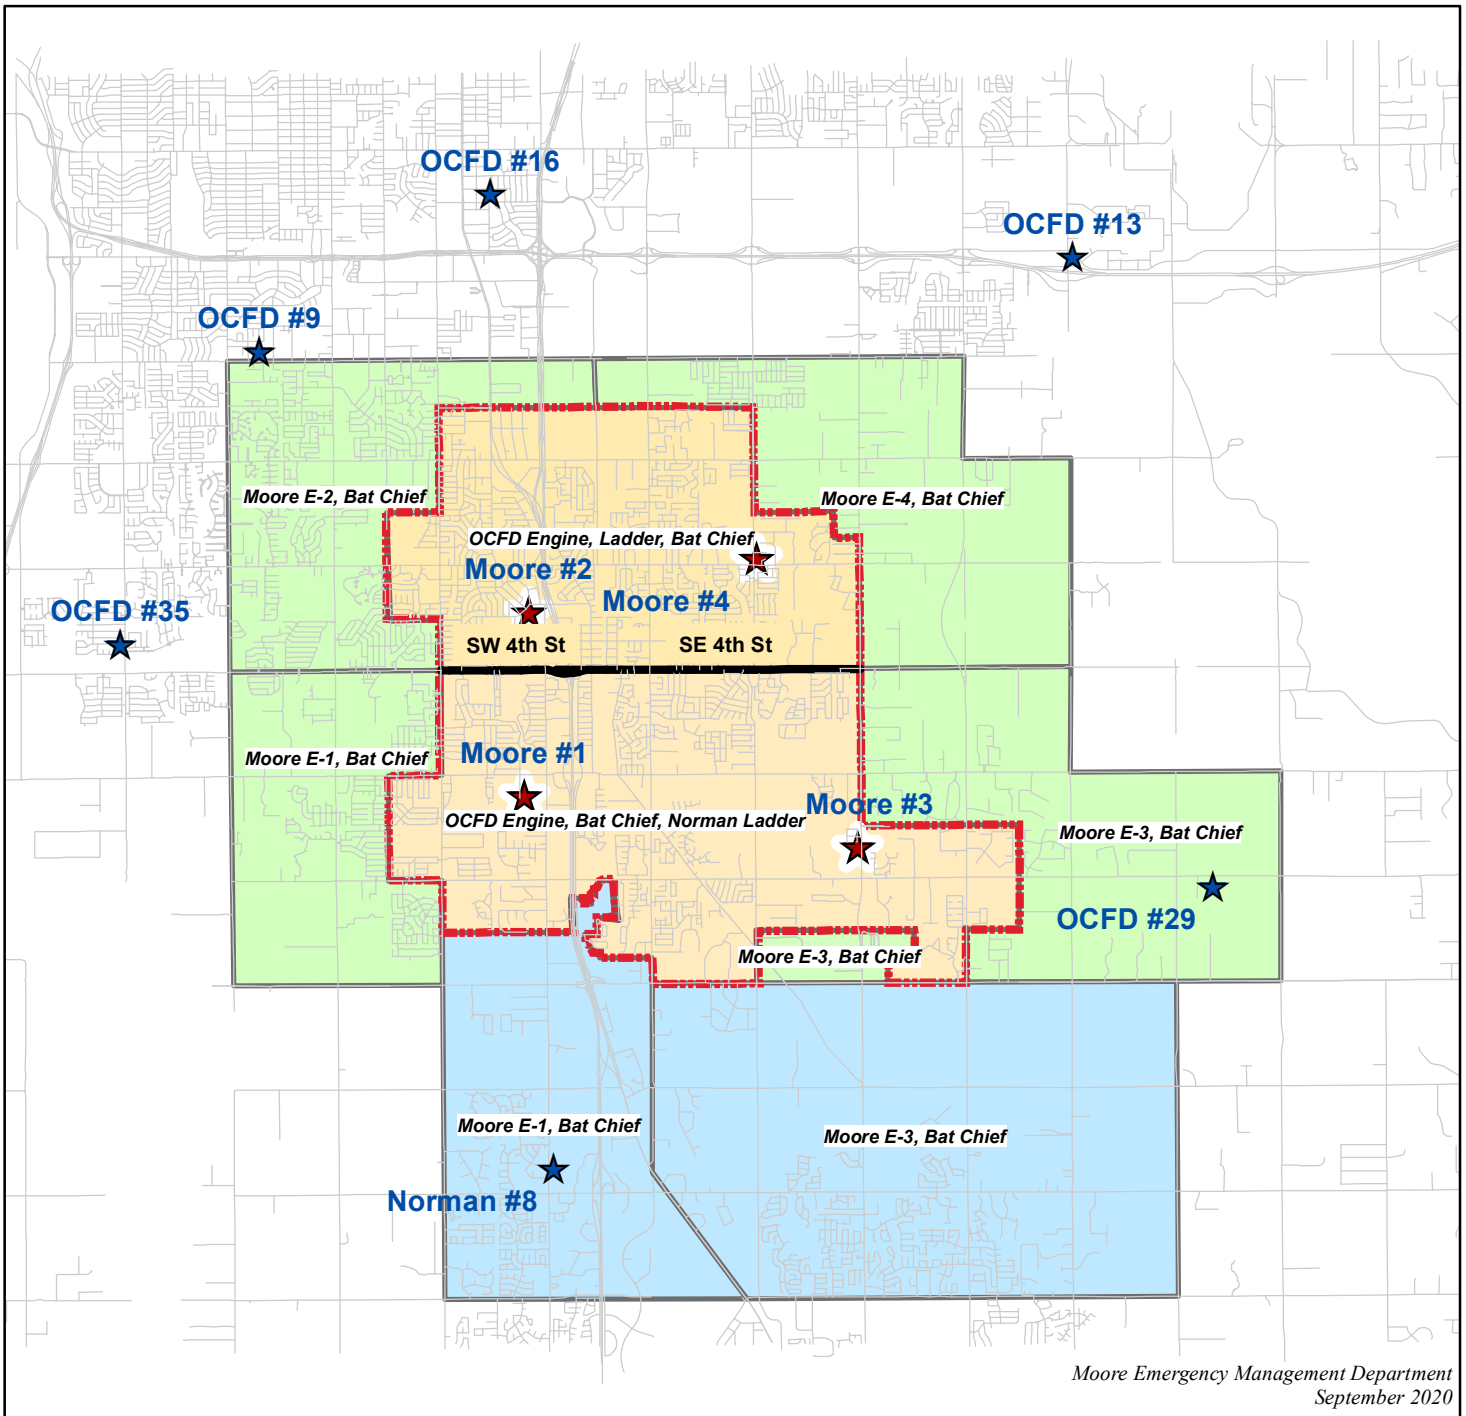 OCFD #16
OCFD #13
OCFD #9
Moore E-2, Bat Chief
Moore E-4, Bat Chief
OCFD Engine, Ladder, Bat Chief
Moore #2
Moore #4
OCFD #35
SW 4th St
SE 4th St
Moore #1
Moore E-1, Bat Chief
Moore #3
OCFD Engine, Bat Chief, Norman Ladder
Moore E-3, Bat Chief
OCFD #29
Moore E-3, Bat Chief
Moore E-1, Bat Chief
Moore E-3, Bat Chief
Norman #8
Moore Emergency Management Department
September 2020